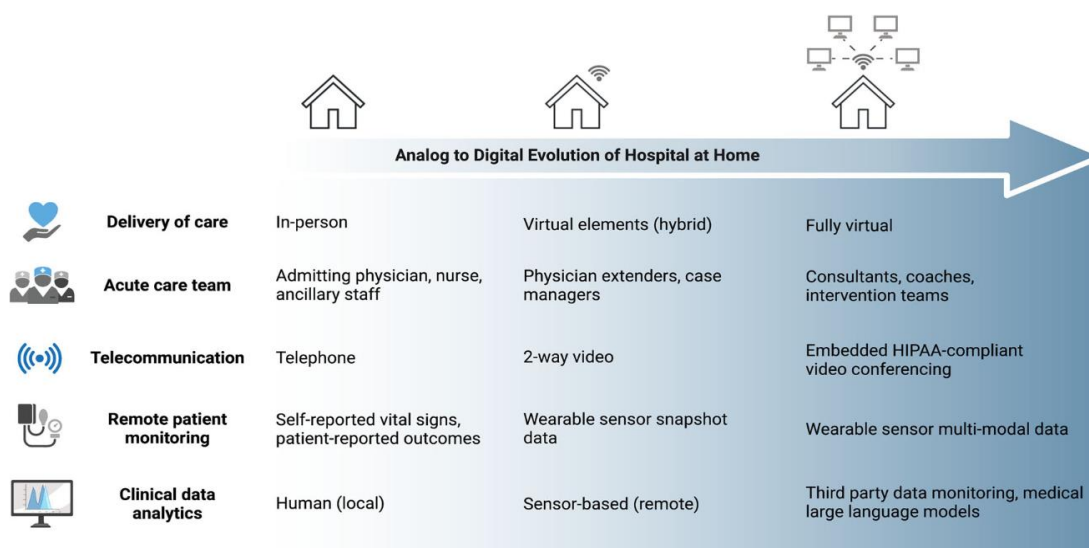 Analog to Digital Evolution of Hospital at Home
Delivery of care
In-person
Virtual elements (hybrid)
Fully virtual
Acute care team
Admitting physician, nurse,
ancillary staff
Physician extenders, case
managers
Consultants, coaches,
intervention teams
Telecommunication
Telephone
2-way video
Embedded HIPAA-compliant
video conferencing
Remote patient
monitoring
Self-reported vital signs,
patient-reported outcomes
Wearable sensor snapshot
data
Wearable sensor multi-modal data
Clinical data
analytics
Human (local)
Sensor-based (remote)
Third party data monitoring, medical
large language models